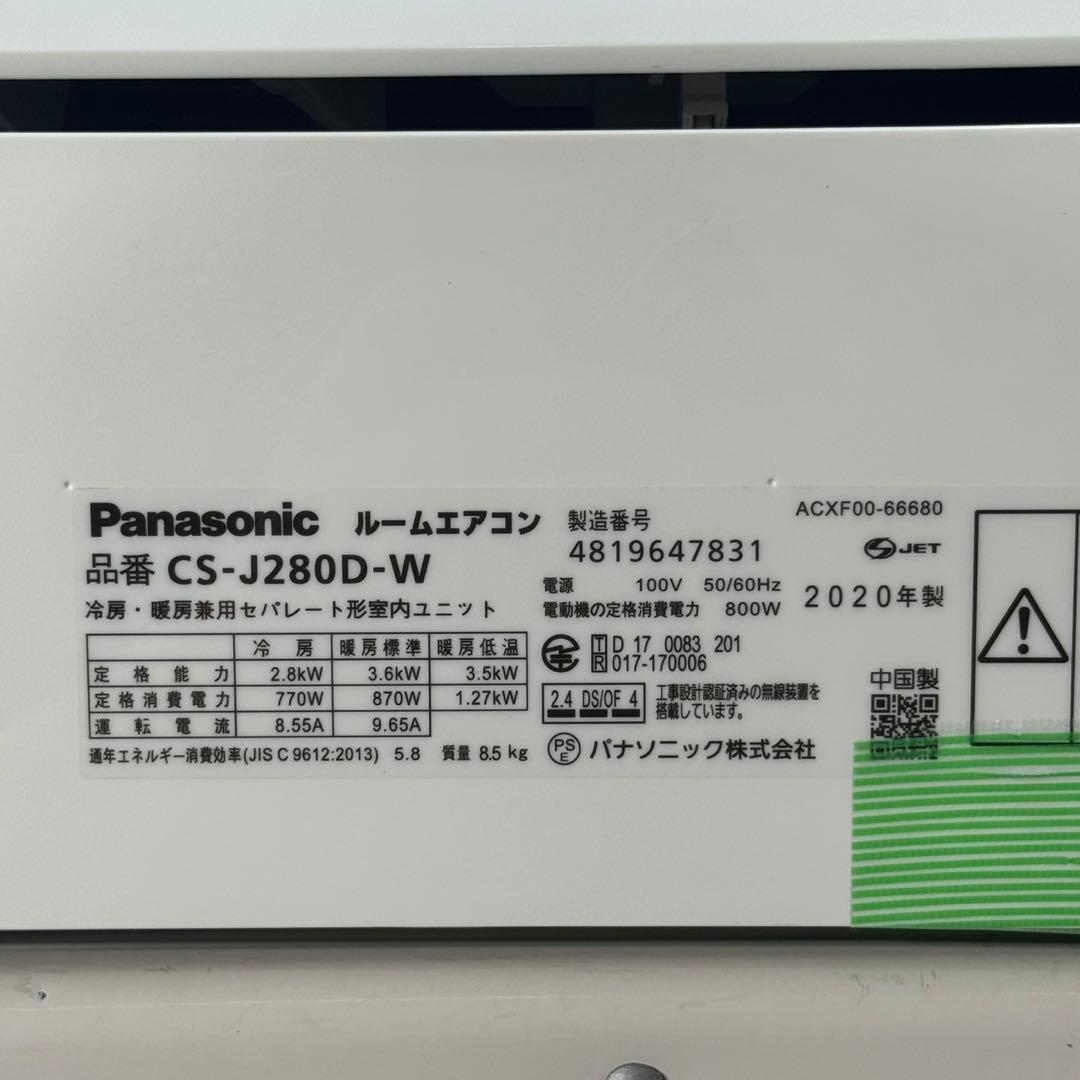 Panasonic ルームエアコン
品番 CS-J280D-W
冷房・暖房兼用セパレート形室内ユニット
冷房 暖房標準 暖房低温
定格能力 2.8kW 3.6kW 3.5kW
定格消費電力 770W 870W 1.27kW
運転電流 8.55A 9.65A
通年エネルギー消費効率(JIS C 9612:2013) 5.8 質量 8.5 kg
製造番号
4819647831
電源 100V 50/60Hz
電動機の定格消費電力 800W
T D 17 0083 201
R 017-170006
2.4 DS/OF 4
工事設計認証済みの無線装置を
搭載しています。
PSE パナソニック株式会社
ACXF00-66680
JET
2020年製
中国製